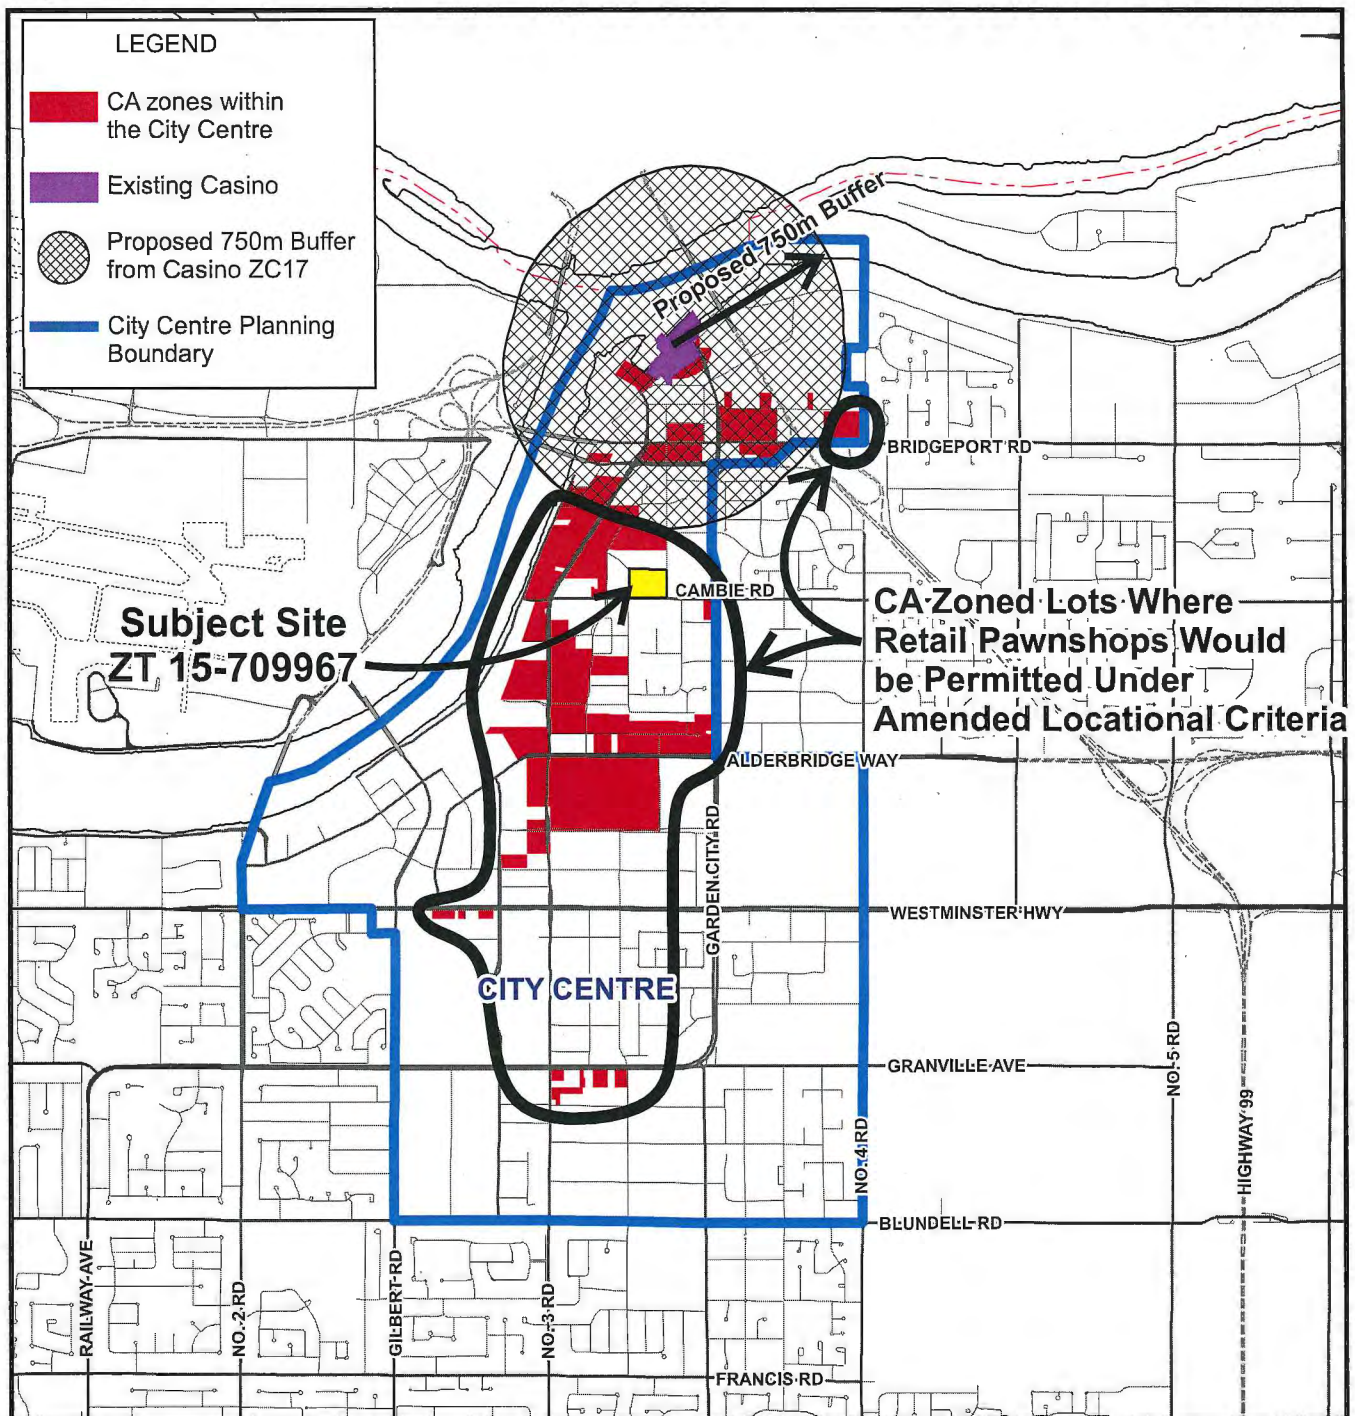 LEGEND
CA zones within
the City Centre
Existing Casino
Proposed 750m Buffer
from Casino ZC17
City Centre Planning
Boundary
Proposed 750m Buffer
BRIDGEPORT RD
CAMBIE RD
Subject Site
ZT 15-709967
CA Zoned Lots Where
Retail Pawnshops Would
be Permitted Under
Amended Locational Criteria
ALDERBRIDGE WAY
GARDEN CITY RD
WESTMINSTER HWY
CITY CENTRE
NO. 5 RD
GRANVILLE AVE
HIGHWAY 99
NO. 4 RD
BLUNDELL RD
RAILWAY AVE
NO. 2 RD
GILBERT RD
NO. 3 RD
FRANCIS RD